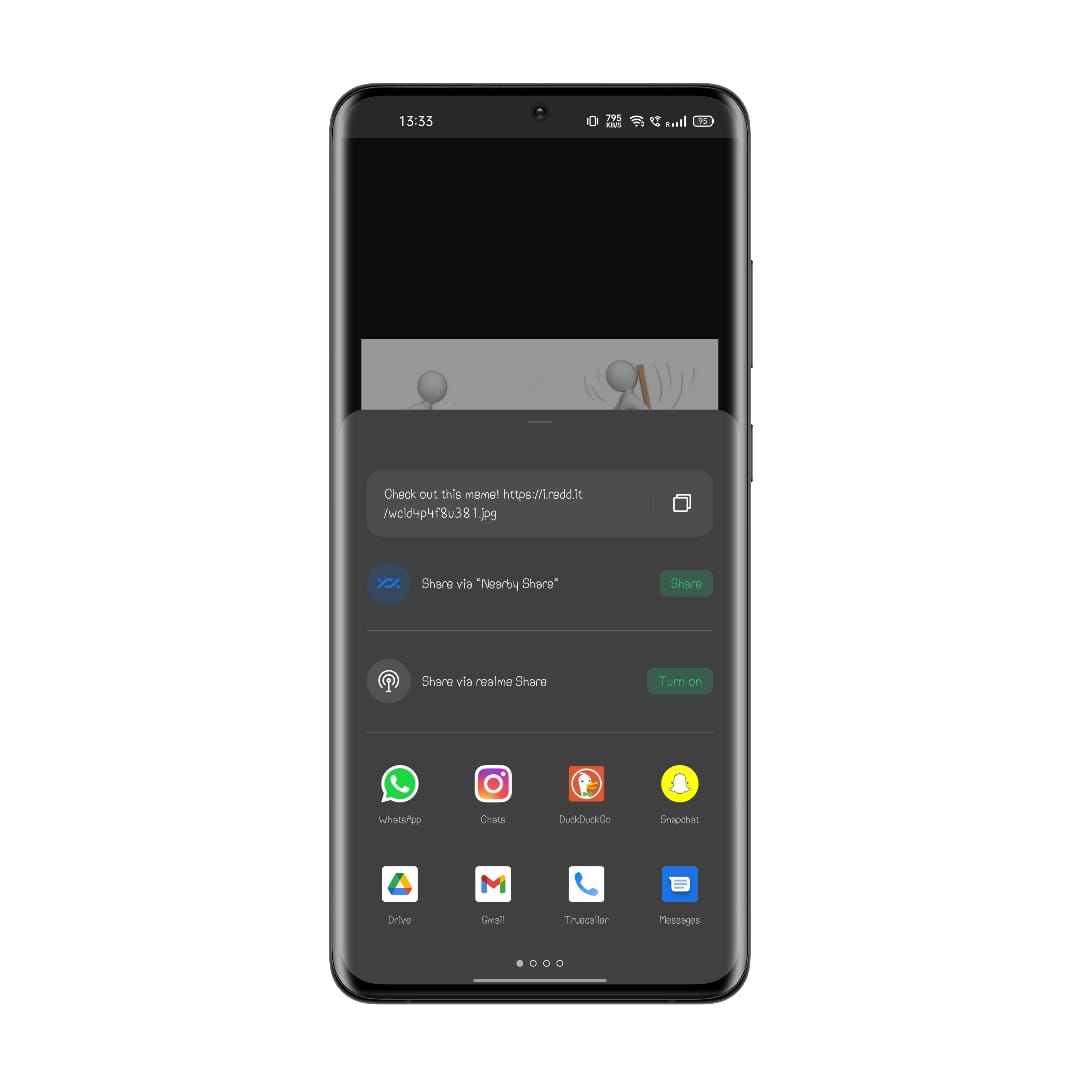 13:33
795
KB/S
R
95
Check out this meme! https://i.redd.it
/wcld4p4f8u381.jpg
Share via "Nearby Share"
Share
Share via realme Share
Turn on
WhatsApp
Chats
DuckDuckGo
Snapchat
Drive
Gmail
Truecaller
Messages